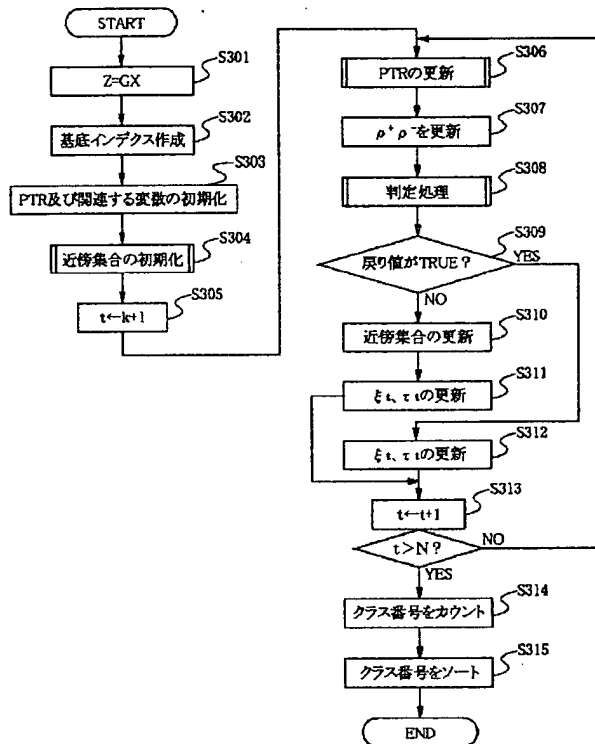 START
S301
Z=GX
S302
基底インデクス作成
S303
PTR及び関連する変数の初期化
S304
近傍集合の初期化
S305
t←k+1
S306
PTRの更新
S307
ρ⁺ρ⁻を更新
S308
判定処理
S309
戻り値がTRUE？
YES
NO
S310
近傍集合の更新
S311
ξt、τtの更新
S312
ξt、τtの更新
S313
t←t+1
t>N？
NO
YES
S314
クラス番号をカウント
S315
クラス番号をソート
END